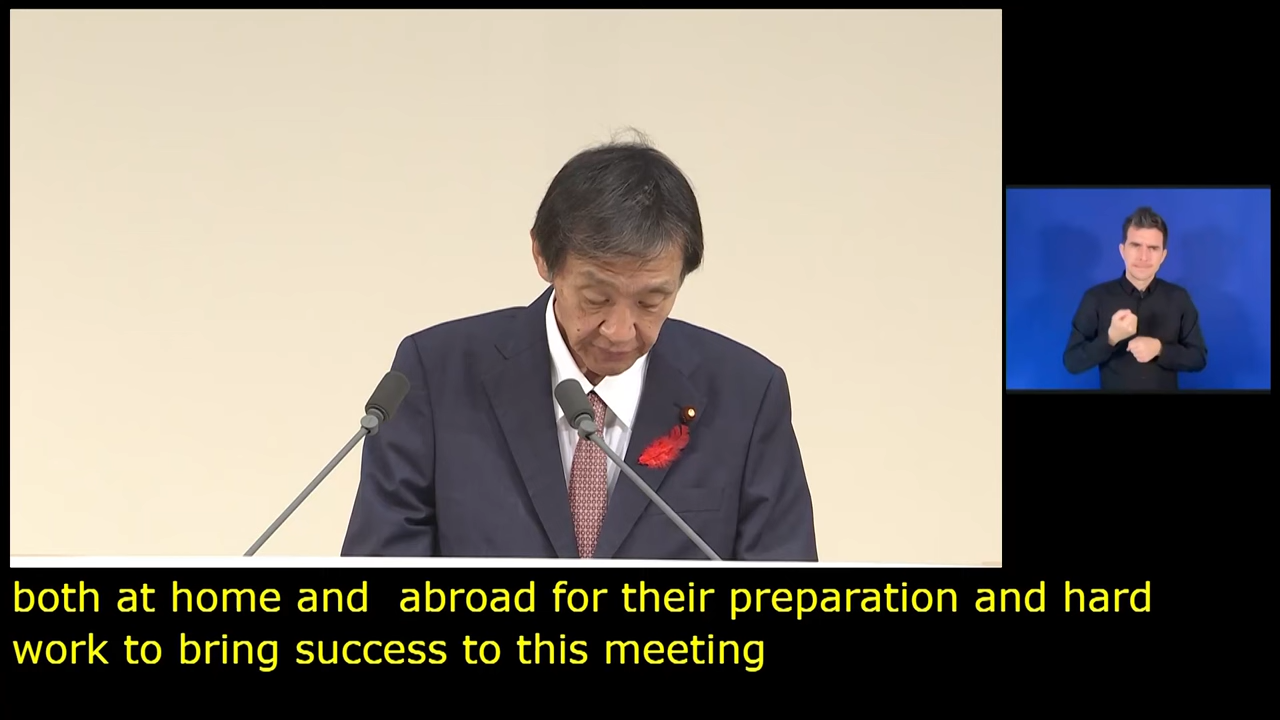 both at home and  abroad for their preparation and hard
work to bring success to this meeting